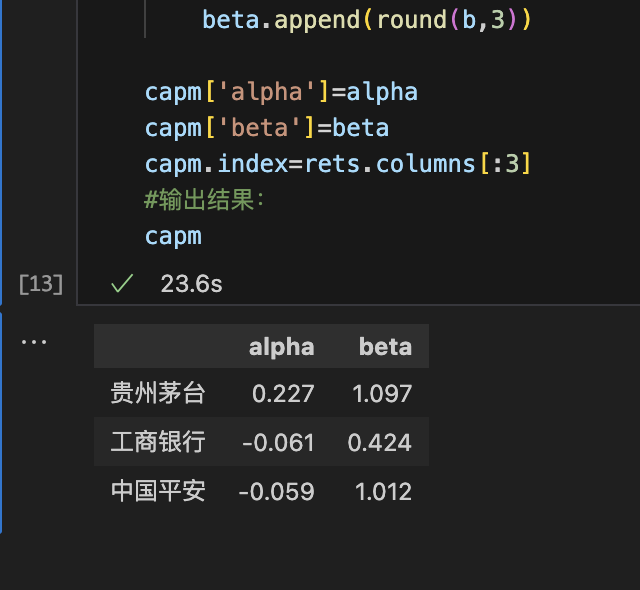 beta.append(round(b,3))
capm['alpha']=alpha
capm['beta']=beta
capm.index=rets.columns[:3]
#输出结果：
capm
[13] ✓ 23.6s
...
alpha beta
贵州茅台 0.227 1.097
工商银行 -0.061 0.424
中国平安 -0.059 1.012